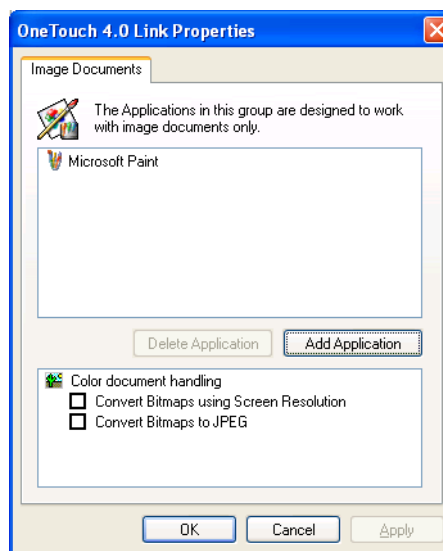 OneTouch 4.0 Link Properties
Image Documents
The Applications in this group are designed to work
with image documents only.
Microsoft Paint
Delete Application
Add Application
Color document handling
Convert Bitmaps using Screen Resolution
Convert Bitmaps to JPEG
OK
Cancel
Apply